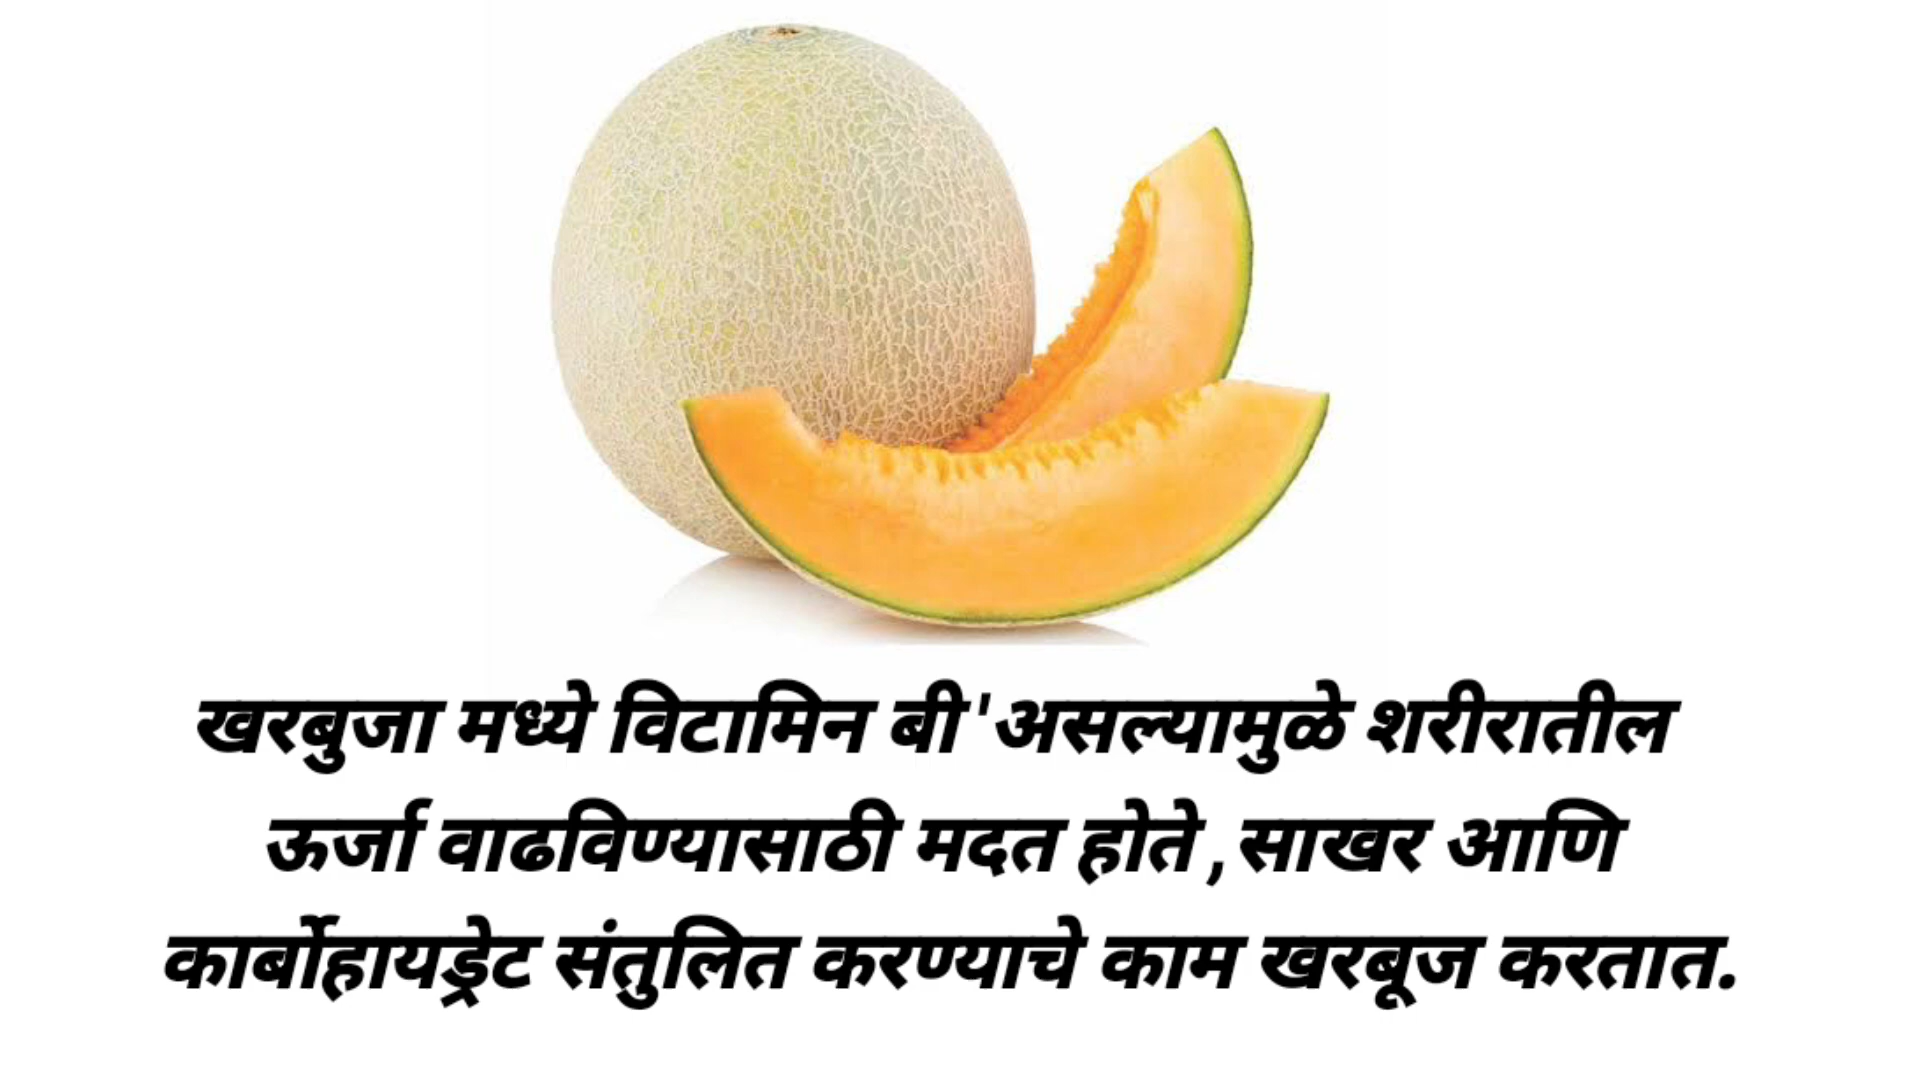 खरबुजा मध्ये विटामिन बी'असल्यामुळे शरीरातील
ऊर्जा वाढविण्यासाठी मदत होते ,साखर आणि
कार्बोहायड्रेट संतुलित करण्याचे काम खरबूज करतात.